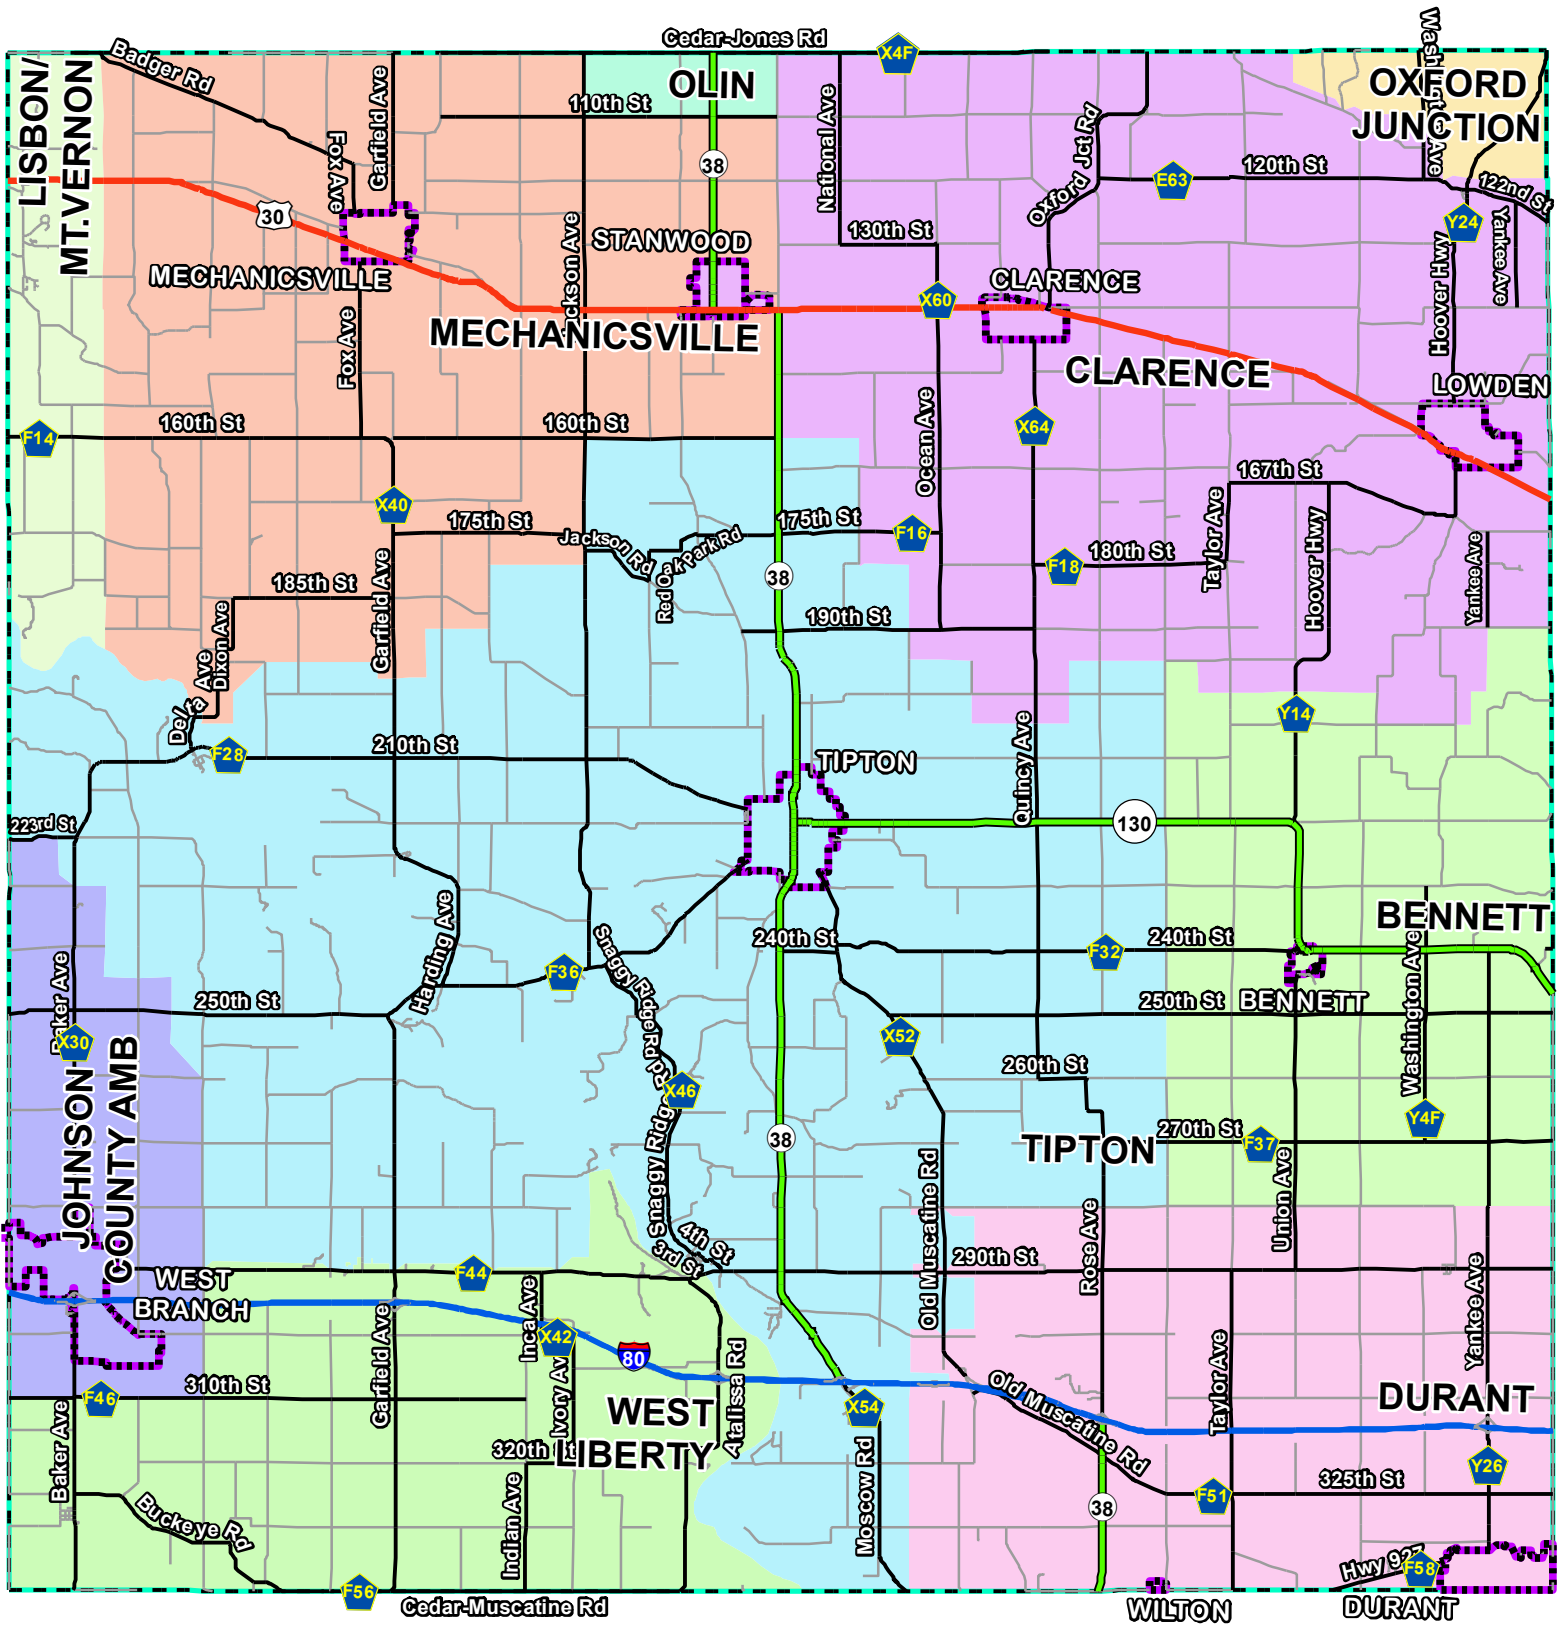 Cedar-Jones Rd
X4F
LISBON/
MT.VERNON
Badger Rd
OLIN
OXFORD
JUNCTION
110th St
Garfield Ave
Fox Ave
National Ave
38
Oxford Jct Rd
E63
120th St
122nd St
30
Y24
Yankee Ave
130th St
STANWOOD
Jackson Ave
MECHANICSVILLE
CLARENCE
X60
Hoover Hwy
MECHANICSVILLE
Fox Ave
CLARENCE
LOWDEN
F14
160th St
160th St
Ocean Ave
X64
167th St
X40
175th St
175th St
F16
Taylor Ave
Hoover Hwy
Jackson Rd
Red Oak Park Rd
38
F18
180th St
Yankee Ave
185th St
Garfield Ave
Dixon Ave
190th St
Delta Ave
F28
210th St
Y14
Quincy Ave
TIPTON
223rd St
130
BENNETT
Harding Ave
240th St
F32
240th St
Washington Ave
F36
Snaggy Ridge Rd
Baker Ave
250th St
250th St
BENNETT
X30
X52
260th St
X46
JOHNSON
COUNTY AMB
38
Y4F
TIPTON
270th St
F37
Snaggy Ridge Rd
Old Muscatine Rd
Rose Ave
Union Ave
4th St
3rd St
F44
290th St
WEST
BRANCH
Inca Ave
X42
80
Garfield Ave
Yankee Ave
Taylor Ave
F46
310th St
Ivory Av
Atalissa Rd
WEST
LIBERTY
X54
Old Muscatine Rd
DURANT
Baker Ave
320th St
Y26
325th St
F51
Indian Ave
Moscow Rd
38
Buckeye Rd
F56
Cedar-Muscatine Rd
Hwy 927
F58
WILTON
DURANT